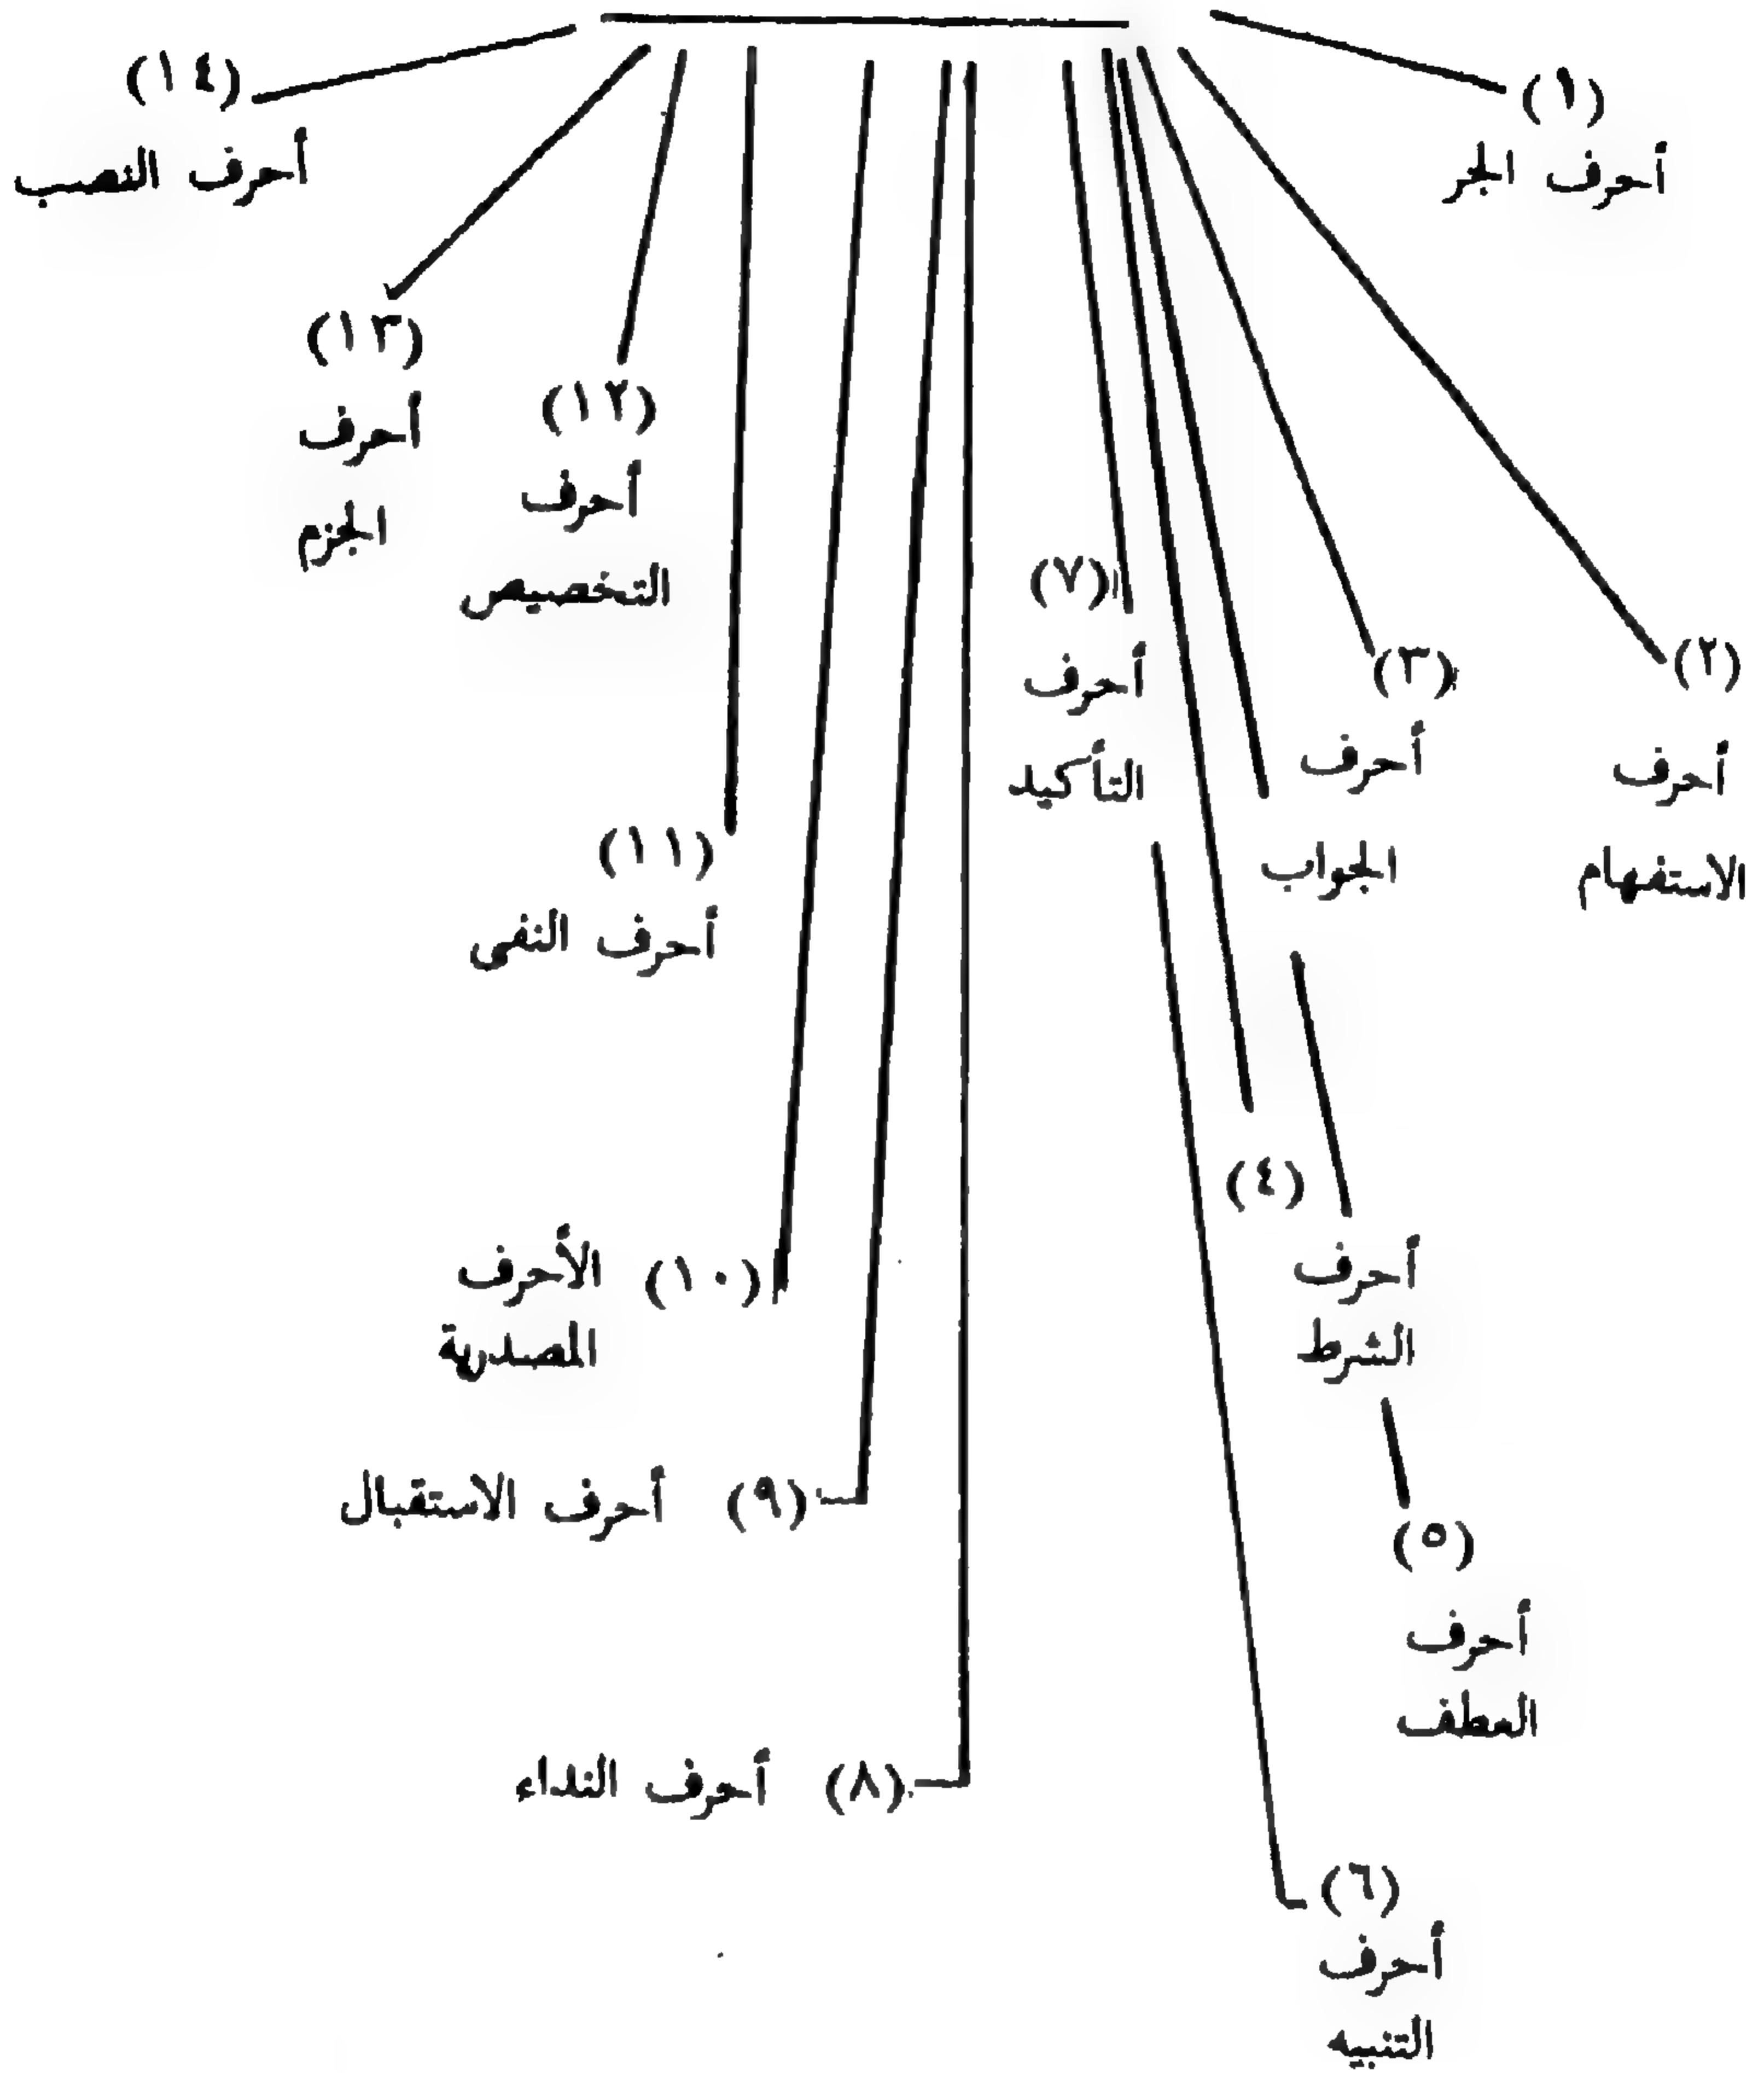 (١)
أحرف الجر
(٢)
أحرف
الاستفهام
(٣)
أحرف
الجواب
(٤)
أحرف
الشرط
(٥)
أحرف
العطف
(٦)
أحرف
التنبيه
(٧)
أحرف
التأكيد
(٨) أحرف النداء
(٩) أحرف الاستقبال
(١٠) الأحرف
المصدرية
(١١)
أحرف النفى
(١٢)
أحرف
التخصيص
(١٣)
أحرف
الجزم
(١٤)
أحرف النصب